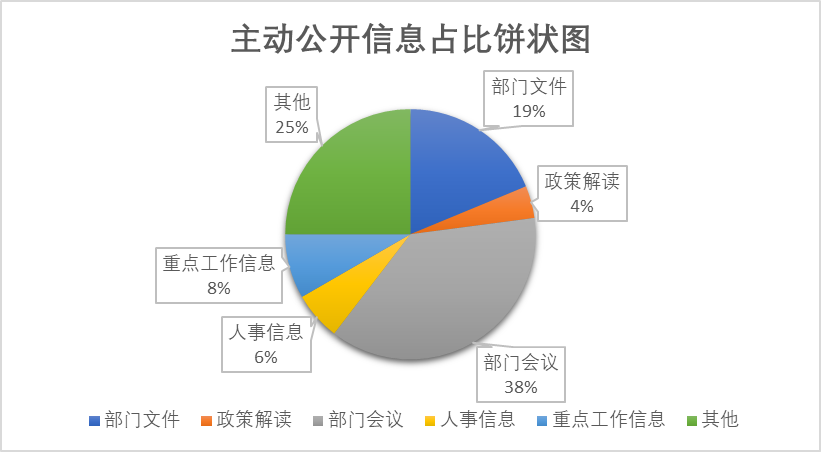 主动公开信息占比饼状图
部门文件
19%
其他
25%
政策解读
4%
重点工作信息
8%
人事信息
6%
部门会议
38%
部门文件 政策解读 部门会议 人事信息 重点工作信息 其他